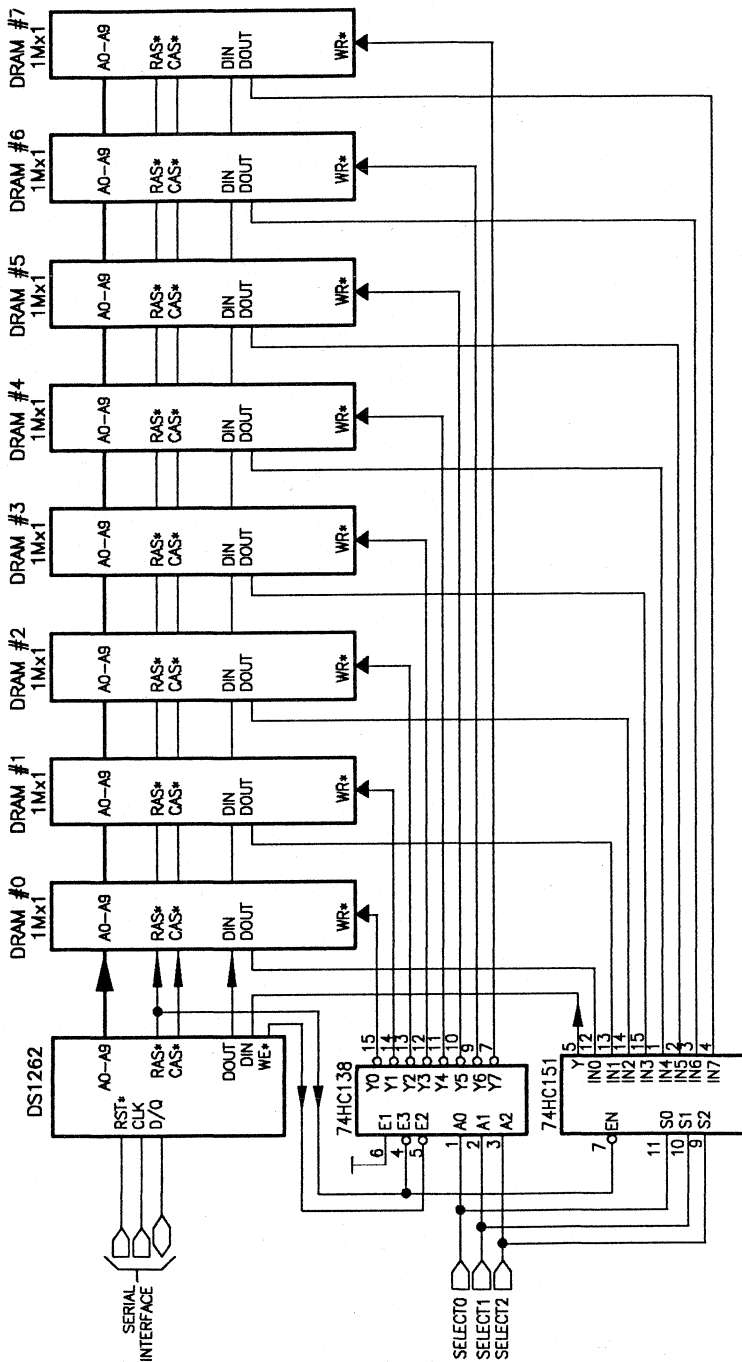 DRAM #0
1Mx1
A0-A9
RAS*
CAS*
DIN
DOUT
WR*
DRAM #1
1Mx1
A0-A9
RAS*
CAS*
DIN
DOUT
WR*
DRAM #2
1Mx1
A0-A9
RAS*
CAS*
DIN
DOUT
WR*
DRAM #3
1Mx1
A0-A9
RAS*
CAS*
DIN
DOUT
WR*
DRAM #4
1Mx1
A0-A9
RAS*
CAS*
DIN
DOUT
WR*
DRAM #5
1Mx1
A0-A9
RAS*
CAS*
DIN
DOUT
WR*
DRAM #6
1Mx1
A0-A9
RAS*
CAS*
DIN
DOUT
WR*
DRAM #7
1Mx1
A0-A9
RAS*
CAS*
DIN
DOUT
WR*
DS1262
A0-A9
RST*
CLK
D/Q
RAS*
CAS*
DOUT
DIN
WE*
SERIAL
INTERFACE
74HC138
6 E1
4 E3
5 E2
1 A0
2 A1
3 A2
Y0 15
Y1 14
Y2 13
Y3 12
Y4 11
Y5 10
Y6 9
Y7 7
SELECT0
SELECT1
SELECT2
74HC151
7 EN
11 S0
10 S1
9 S2
Y 5
IN0 12
IN1 13
IN2 14
IN3 15
IN4 1
IN5 2
IN6 3
IN7 4